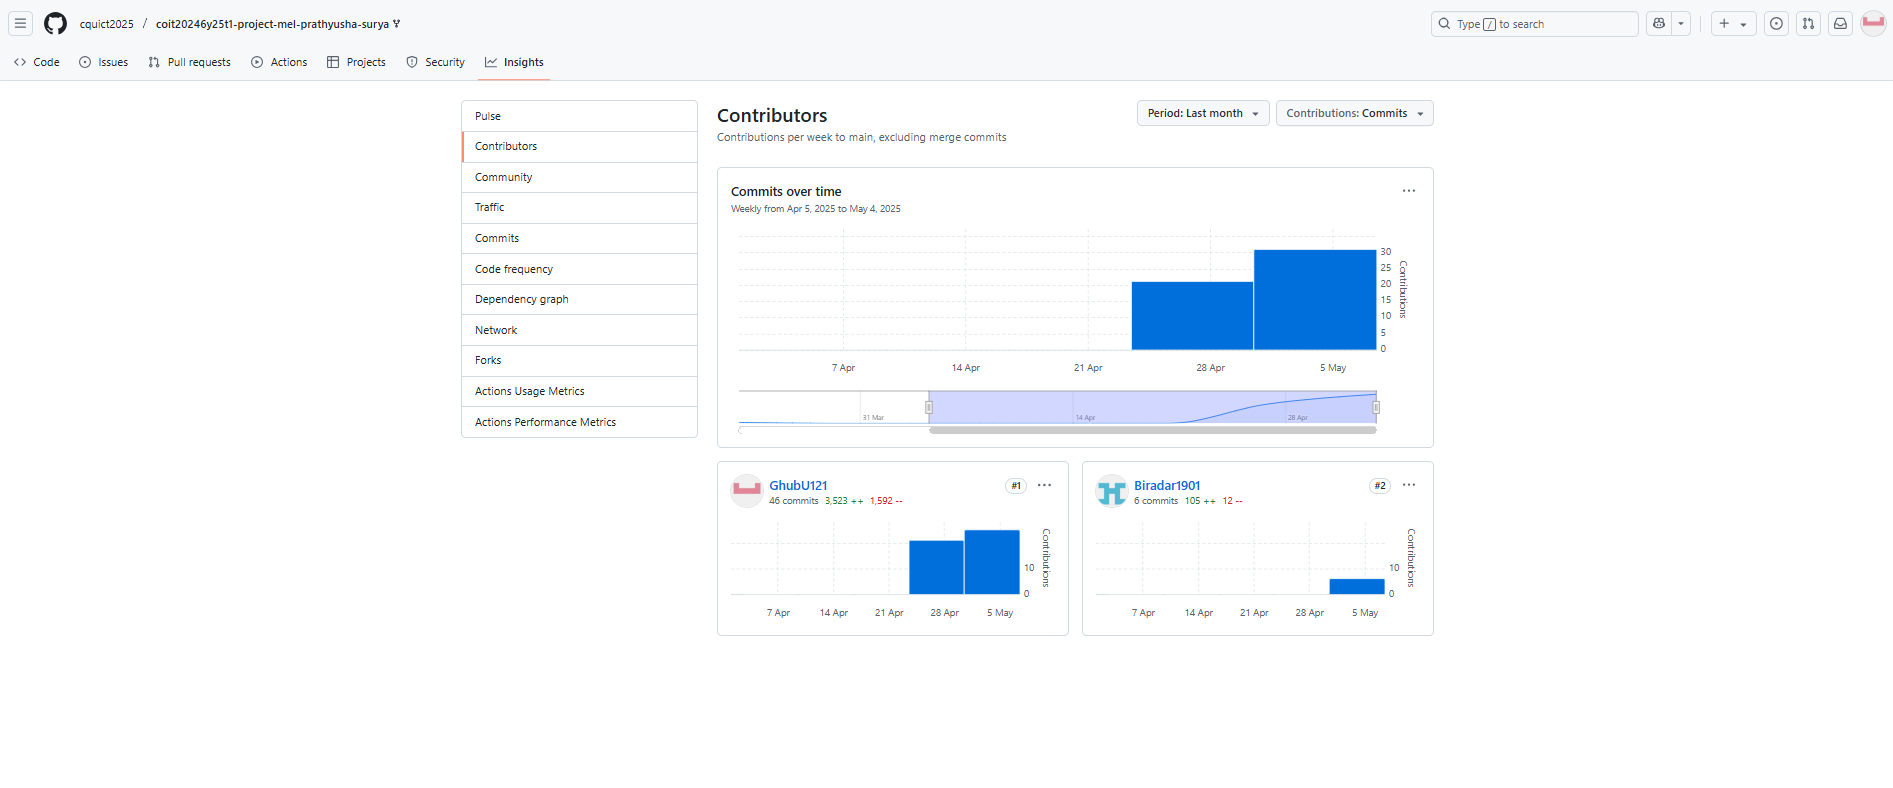 cquict2025 / coit20246y25t1-project-mel-prathyusha-surya
Type / to search
Code Issues Pull requests Actions Projects Security Insights
Pulse
Contributors
Community
Traffic
Commits
Code frequency
Dependency graph
Network
Forks
Actions Usage Metrics
Actions Performance Metrics
Contributors
Contributions per week to main, excluding merge commits
Period: Last month
Contributions: Commits
Commits over time
Weekly from Apr 5, 2025 to May 4, 2025
30
25
20
15
10
5
0
Contributions
7 Apr 14 Apr 21 Apr 28 Apr 5 May
31 Mar 14 Apr 28 Apr
GhubU121
#1
46 commits 3,523 ++ 1,592 --
10
0
Contributions
7 Apr 14 Apr 21 Apr 28 Apr 5 May
Biradar1901
#2
6 commits 105 ++ 12 --
10
0
Contributions
7 Apr 14 Apr 21 Apr 28 Apr 5 May